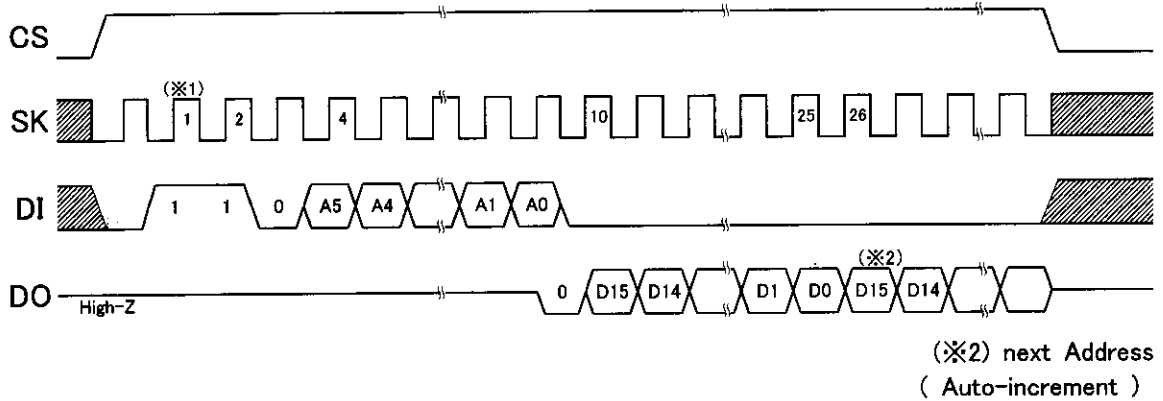 CS
(※1)
SK 1 2 4 10 25 26
DI 1 1 0 A5 A4 A1 A0
(※2)
DO High-Z 0 D15 D14 D1 D0 D15 D14
(※2) next Address
( Auto-increment )